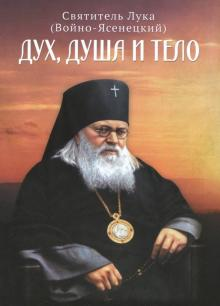 Святитель Лука
(Войно-Ясенецкий)
ДУХ, ДУША И ТЕЛО